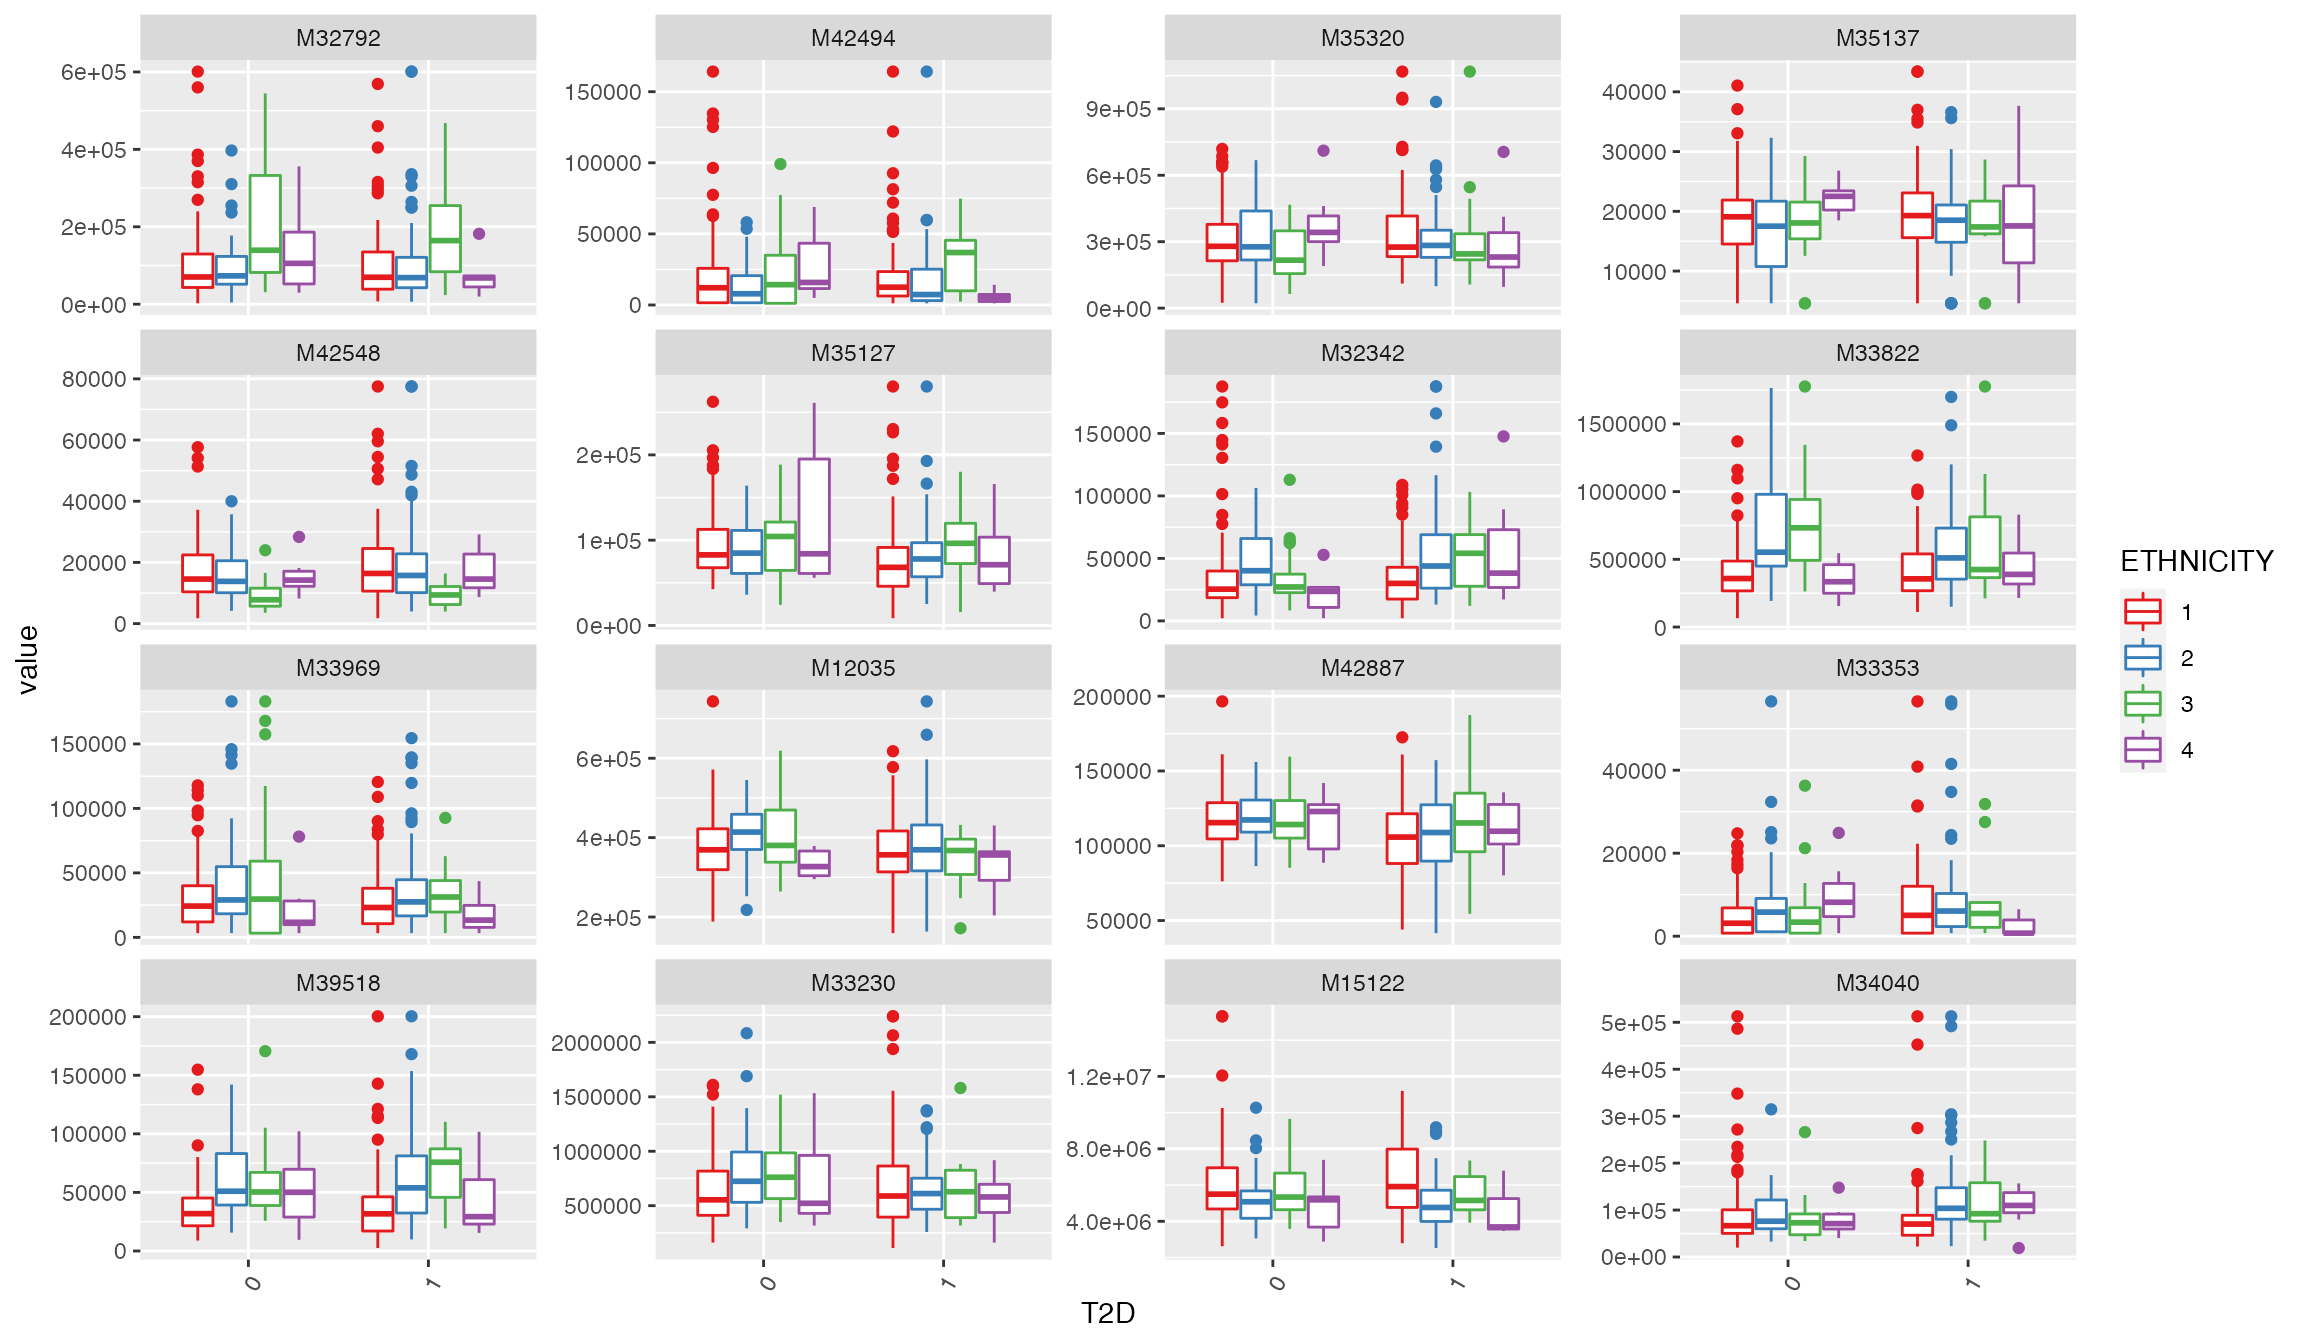 M32792 M42494 M35320 M35137
6e+05
4e+05
2e+05
0e+00
150000
100000
50000
0
9e+05
6e+05
3e+05
0e+00
40000
30000
20000
10000
M42548 M35127 M32342 M33822
80000
60000
40000
20000
0
2e+05
1e+05
0e+00
150000
100000
50000
0
1500000
1000000
500000
0
M33969 M12035 M42887 M33353
150000
100000
50000
0
6e+05
4e+05
2e+05
200000
150000
100000
50000
40000
20000
0
M39518 M33230 M15122 M34040
200000
150000
100000
50000
0
2000000
1500000
1000000
500000
1.2e+07
8.0e+06
4.0e+06
5e+05
4e+05
3e+05
2e+05
1e+05
0e+00
0 1 0 1 0 1 0 1
T2D
value
ETHNICITY
1
2
3
4